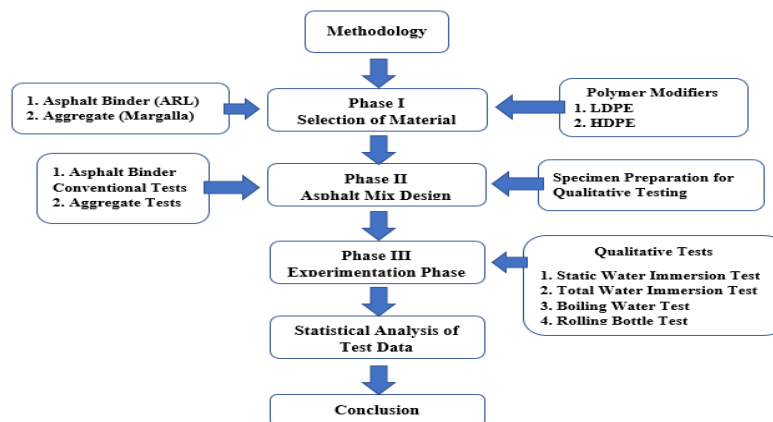 Methodology
1. Asphalt Binder (ARL)
2. Aggregate (Margalla)
Phase I
Selection of Material
Polymer Modifiers
1. LDPE
2. HDPE
1. Asphalt Binder
Conventional Tests
2. Aggregate Tests
Phase II
Asphalt Mix Design
Specimen Preparation for
Qualitative Testing
Phase III
Experimentation Phase
Qualitative Tests
1. Static Water Immersion Test
2. Total Water Immersion Test
3. Boiling Water Test
4. Rolling Bottle Test
Statistical Analysis of
Test Data
Conclusion